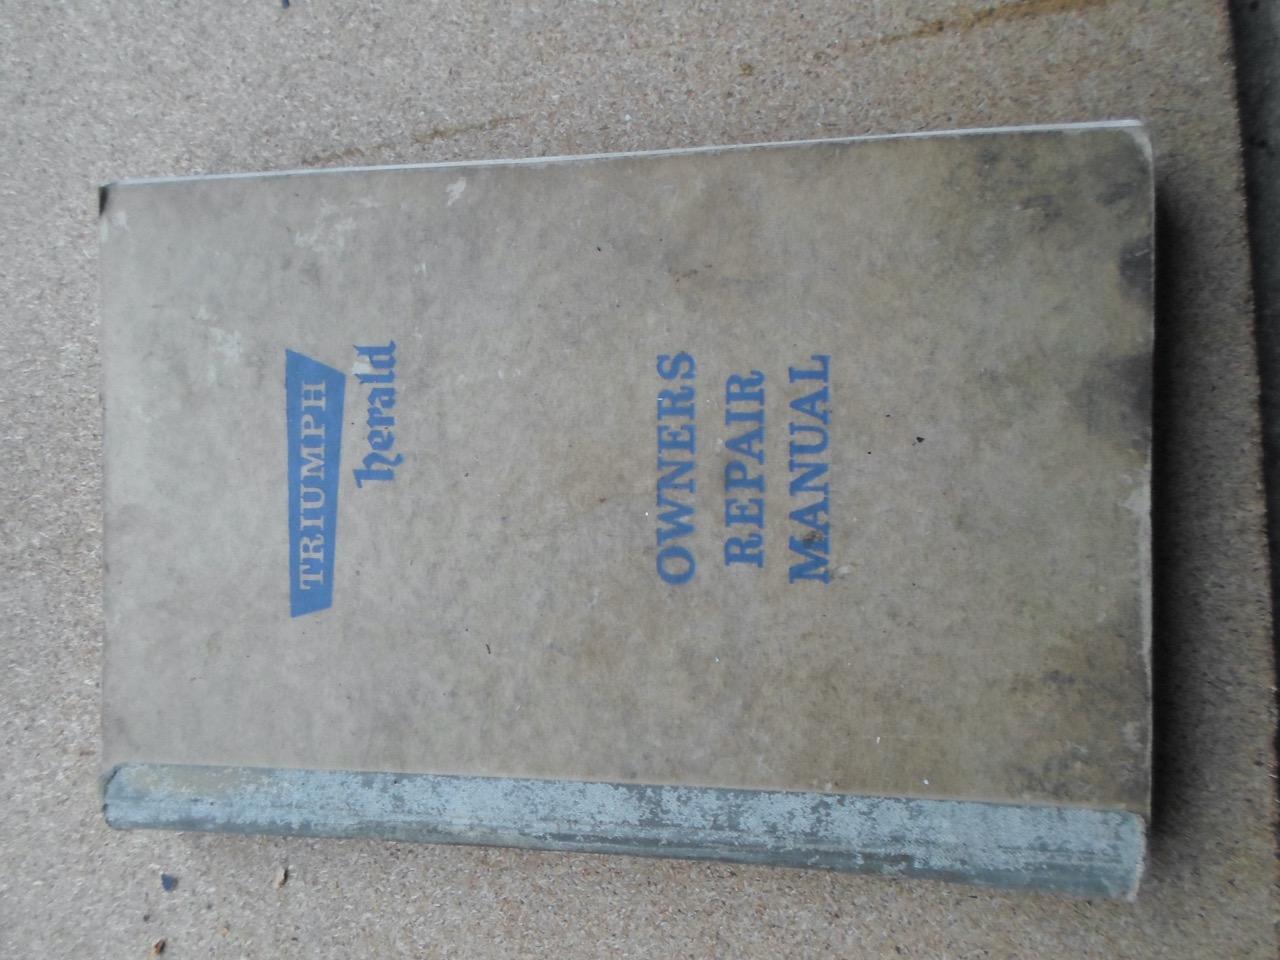 TRIUMPH
herald
OWNERS
REPAIR
MANUAL